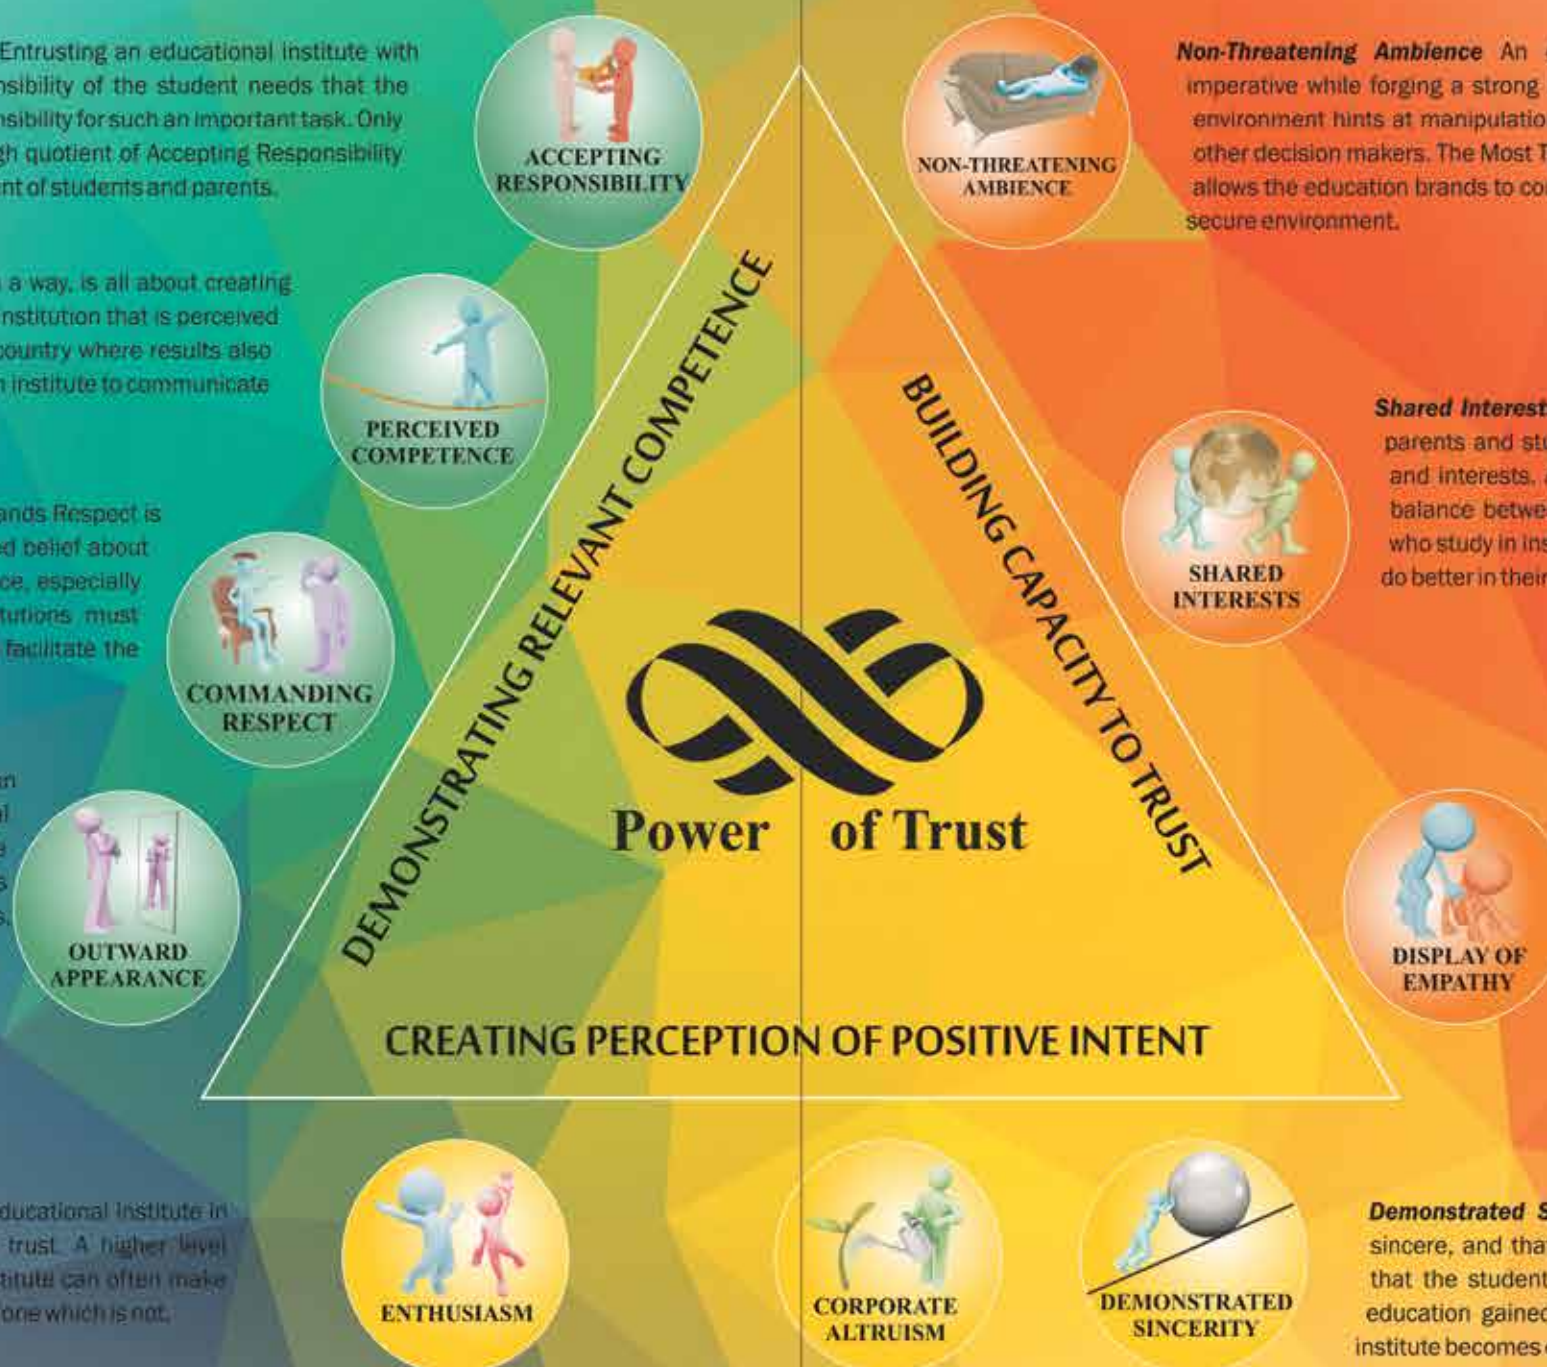 Entrusting an educational institute with
nsibility of the student needs that the
nsibility for such an important task. Only
gh quotient of Accepting Responsibility
nt of students and parents.
ACCEPTING
RESPONSIBILITY
NON-THREATENING
AMBIENCE
Non-Threatening Ambience An
imperative while forging a strong
environment hints at manipulatio
other decision makers. The Most T
allows the education brands to co
secure environment.
a way, is all about creating
nstitution that is perceived
country where results also
n institute to communicate
PERCEIVED
COMPETENCE
Shared Interest
parents and stu
and interests,
balance betwe
who study in ins
do better in their
SHARED
INTERESTS
ands Respect is
ed belief about
ce, especially
tutions must
facilitate the
COMMANDING
RESPECT
DEMONSTRATING RELEVANT COMPETENCE
BUILDING CAPACITY TO TRUST
Power of Trust
an
al
e
s
s.
OUTWARD
APPEARANCE
DISPLAY OF
EMPATHY
CREATING PERCEPTION OF POSITIVE INTENT
ducational Institute in
trust. A higher level
titute can often make
one which is not.
ENTHUSIASM
CORPORATE
ALTRUISM
DEMONSTRATED
SINCERITY
Demonstrated S
sincere, and tha
that the student
education gained
institute becomes